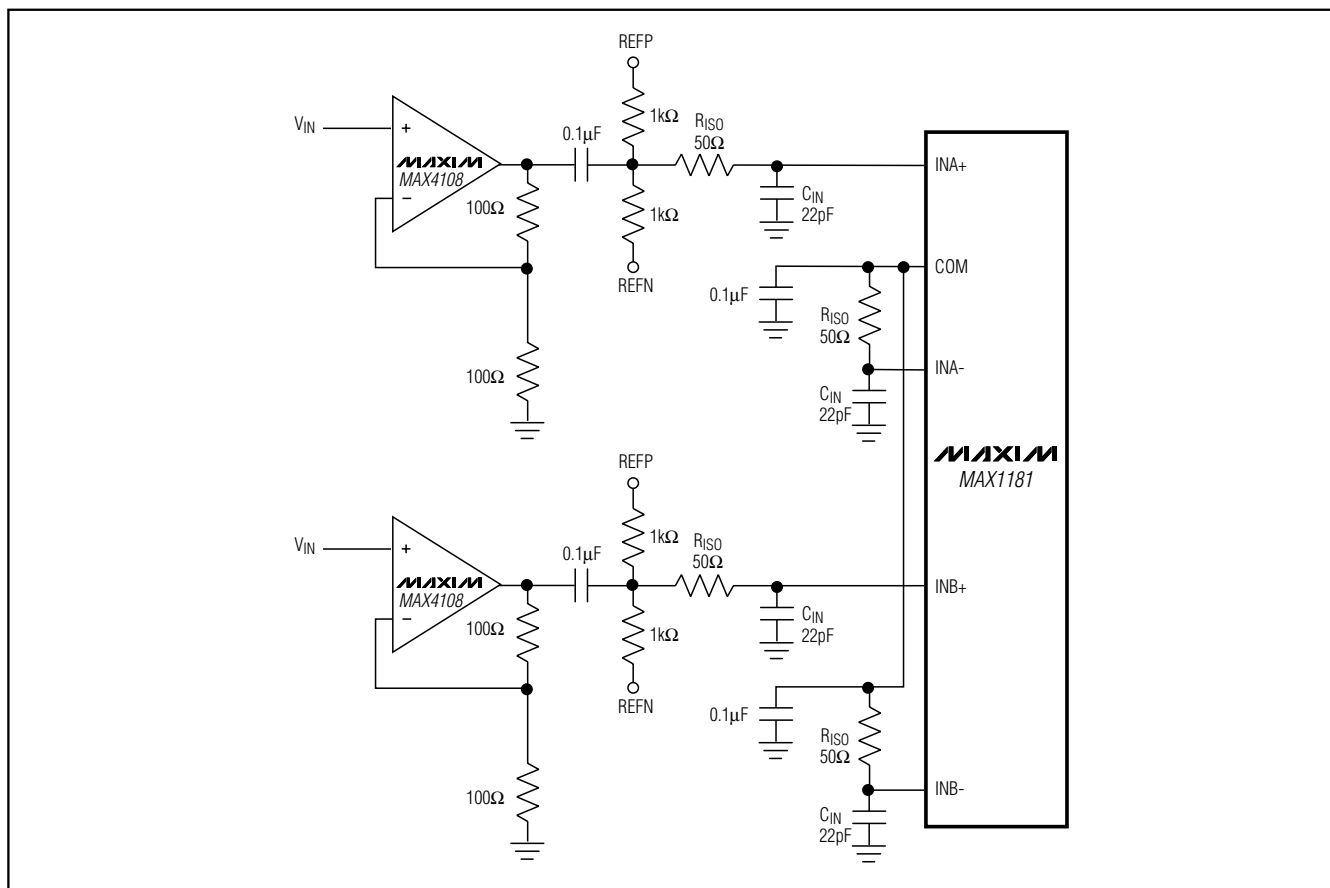 REFP
V_IN
+
MAXIM
MAX4108
−
0.1µF
1kΩ
R_ISO
50Ω
INA+
100Ω
1kΩ
C_IN
22pF
REFN
COM
0.1µF
R_ISO
50Ω
100Ω
INA-
C_IN
22pF
MAXIM
MAX1181
REFP
V_IN
+
MAXIM
MAX4108
−
0.1µF
1kΩ
R_ISO
50Ω
INB+
100Ω
1kΩ
C_IN
22pF
REFN
0.1µF
R_ISO
50Ω
100Ω
INB-
C_IN
22pF